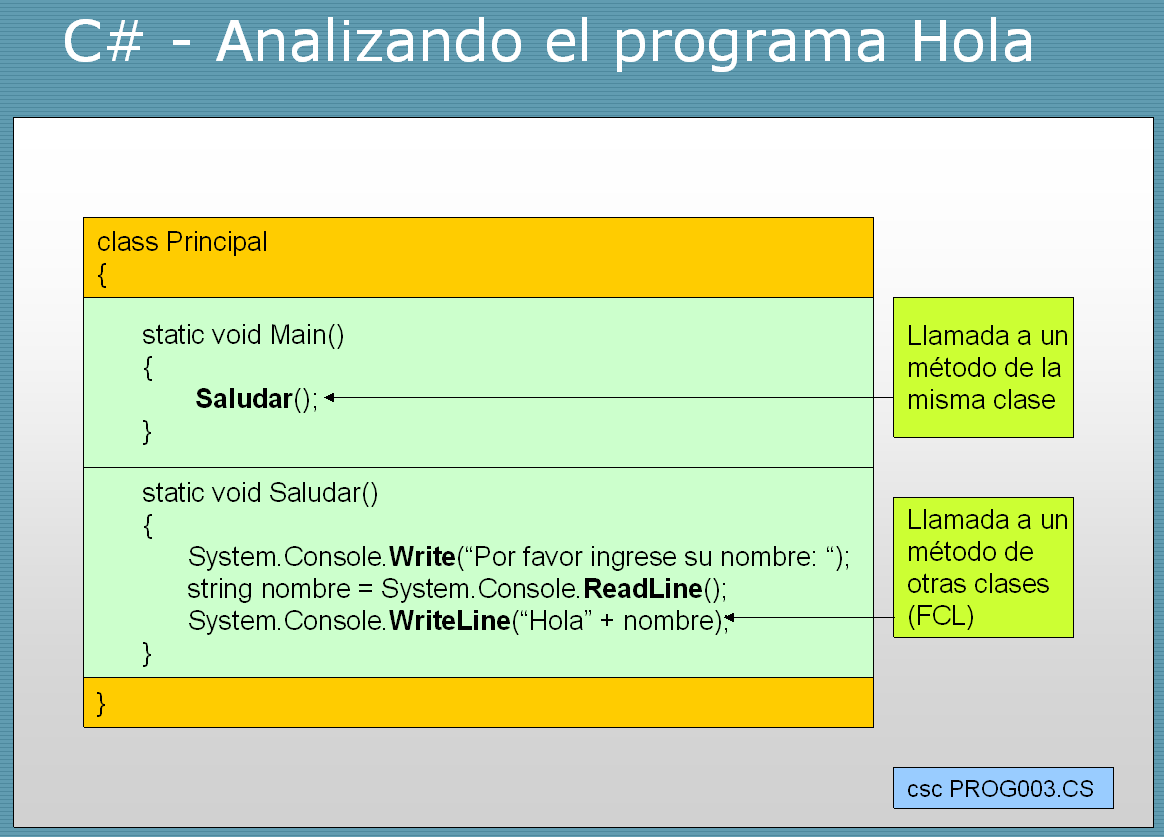 C# - Analizando el programa Hola
class Principal
{
static void Main()
{
Saludar();
}
Llamada a un
método de la
misma clase
static void Saludar()
{
System.Console.Write(“Por favor ingrese su nombre: “);
string nombre = System.Console.ReadLine();
System.Console.WriteLine(“Hola” + nombre);
}
Llamada a un
método de
otras clases
(FCL)
}
csc PROG003.CS